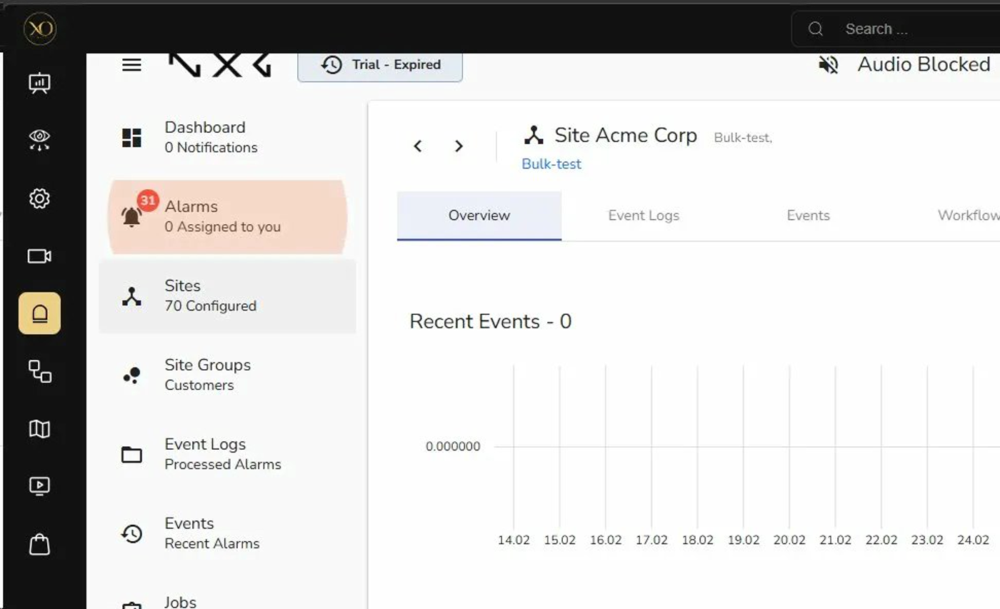 XO
Search ...
Trial - Expired
Audio Blocked
Dashboard
0 Notifications
31
Alarms
0 Assigned to you
Sites
70 Configured
Site Groups
Customers
Event Logs
Processed Alarms
Events
Recent Alarms
Jobs
Site Acme Corp
Bulk-test,
Bulk-test
Overview
Event Logs
Events
Workflow
Recent Events - 0
0.000000
14.02
15.02
16.02
17.02
18.02
19.02
20.02
21.02
22.02
23.02
24.02